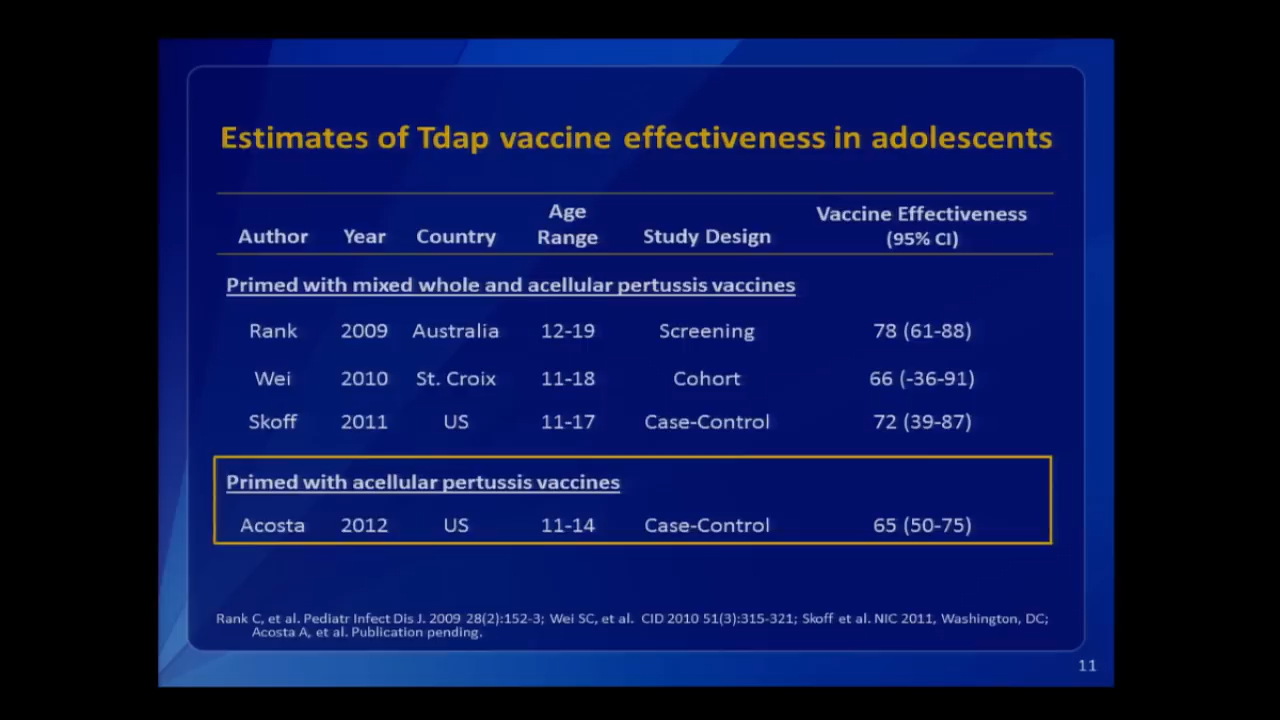 Estimates of Tdap vaccine effectiveness in adolescents
Author Year Country Age Range Study Design Vaccine Effectiveness (95% CI)
Primed with mixed whole and acellular pertussis vaccines
Rank 2009 Australia 12-19 Screening 78 (61-88)
Wei 2010 St. Croix 11-18 Cohort 66 (-36-91)
Skoff 2011 US 11-17 Case-Control 72 (39-87)
Primed with acellular pertussis vaccines
Acosta 2012 US 11-14 Case-Control 65 (50-75)
Rank C, et al. Pediatr Infect Dis J. 2009 28(2):152-3; Wei SC, et al. CID 2010 51(3):315-321; Skoff et al. NIC 2011, Washington, DC;
Acosta A, et al. Publication pending.
11